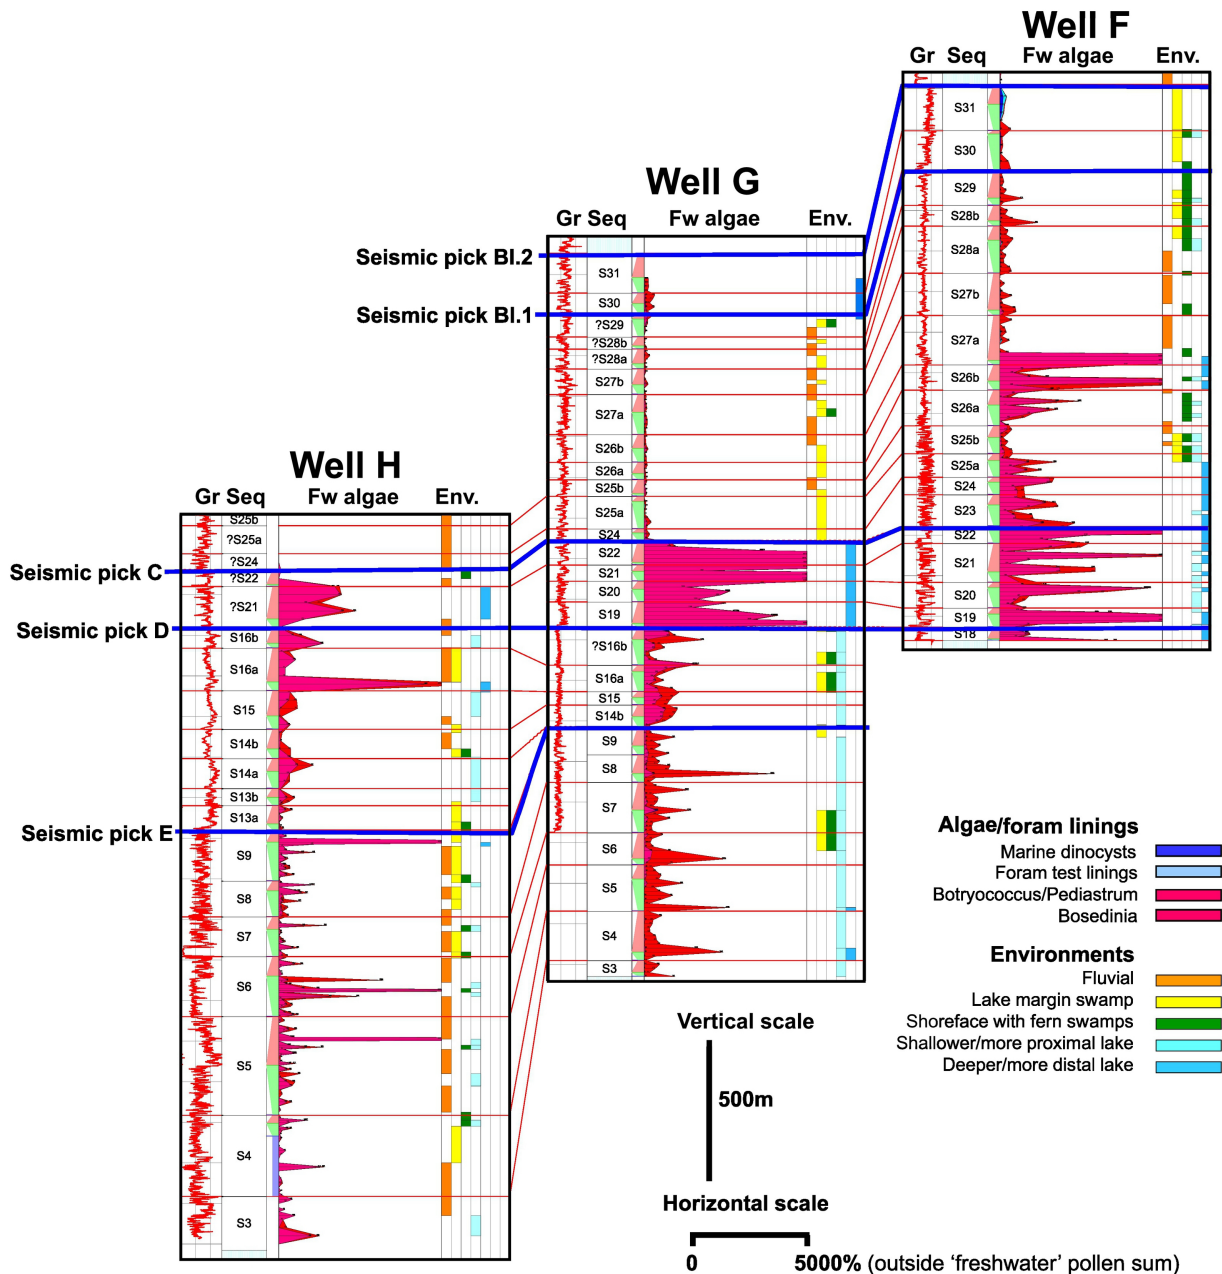 Well F
Gr Seq Fw algae Env.
S31
S30
S29
S28b
S28a
S27b
S27a
S26b
S26a
S25b
S25a
S24
S23
S22
S21
S20
S19
S18
Well G
Gr Seq Fw algae Env.
Seismic pick Bl.2
Seismic pick Bl.1
S31
S30
?S29
?S28b
?S28a
S27b
S27a
S26b
S26a
S25b
S25a
S24
S22
S21
S20
S19
?S16b
S16a
S15
S14b
S9
S8
S7
S6
S5
S4
S3
Well H
Gr Seq Fw algae Env.
Seismic pick C
Seismic pick D
Seismic pick E
S25b
?S25a
?S24
?S22
?S21
S16b
S16a
S15
S14b
S14a
S13b
S13a
S9
S8
S7
S6
S5
S4
S3
Algae/foram linings
Marine dinocysts
Foram test linings
Botryococcus/Pediastrum
Bosedinia
Environments
Fluvial
Lake margin swamp
Shoreface with fern swamps
Shallower/more proximal lake
Deeper/more distal lake
Vertical scale
500m
Horizontal scale
0 5000% (outside ‘freshwater’ pollen sum)